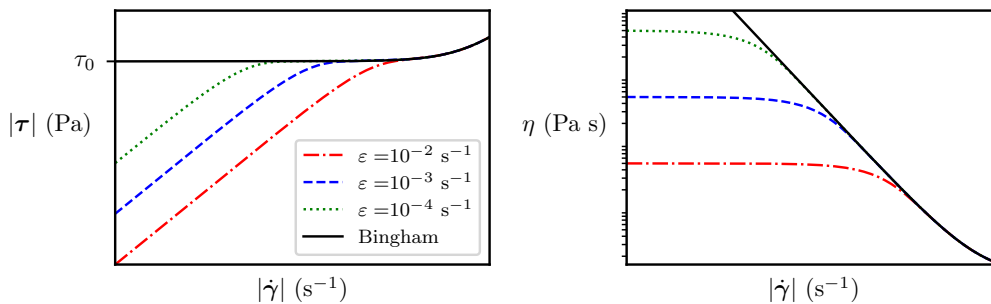 τ₀
|τ| (Pa)
ε =10⁻² s⁻¹
ε =10⁻³ s⁻¹
ε =10⁻⁴ s⁻¹
Bingham
|γ̇| (s⁻¹)
η (Pa s)
|γ̇| (s⁻¹)